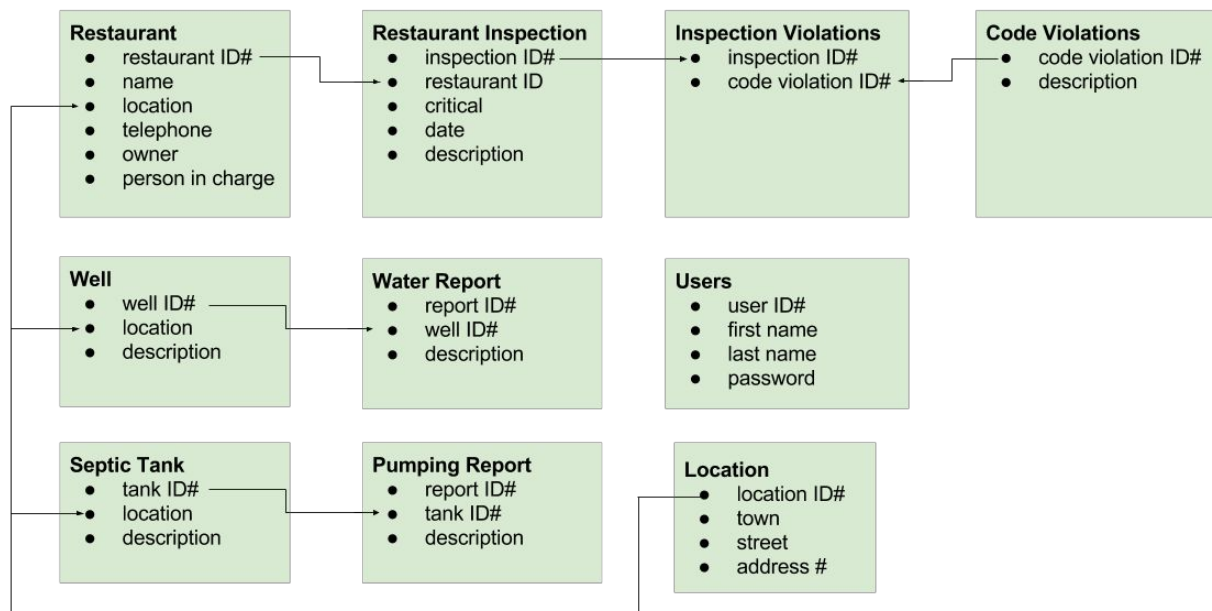 Restaurant
● restaurant ID#
● name
● location
● telephone
● owner
● person in charge
Restaurant Inspection
● inspection ID#
● restaurant ID
● critical
● date
● description
Inspection Violations
● inspection ID#
● code violation ID#
Code Violations
● code violation ID#
● description
Well
● well ID#
● location
● description
Water Report
● report ID#
● well ID#
● description
Users
● user ID#
● first name
● last name
● password
Septic Tank
● tank ID#
● location
● description
Pumping Report
● report ID#
● tank ID#
● description
Location
● location ID#
● town
● street
● address #